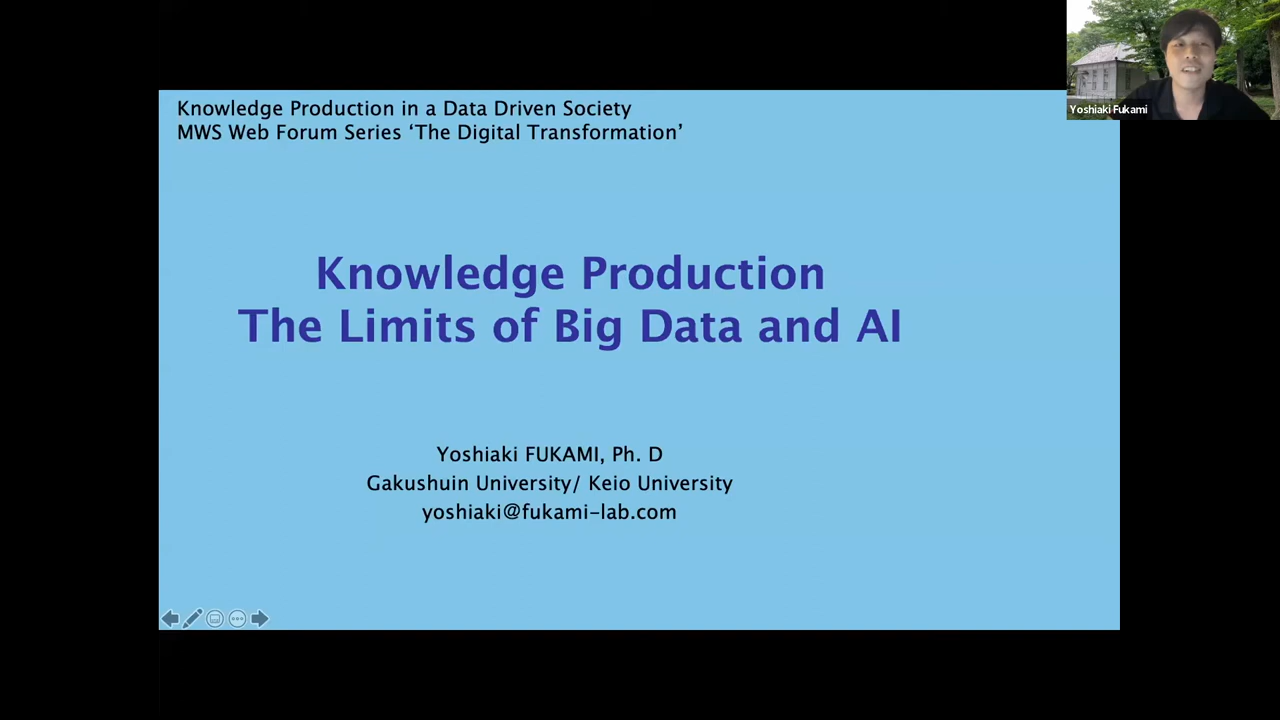 Knowledge Production in a Data Driven Society
MWS Web Forum Series ‘The Digital Transformation’
Yoshiaki Fukami
Knowledge Production
The Limits of Big Data and AI
Yoshiaki FUKAMI, Ph. D
Gakushuin University/ Keio University
yoshiaki@fukami-lab.com